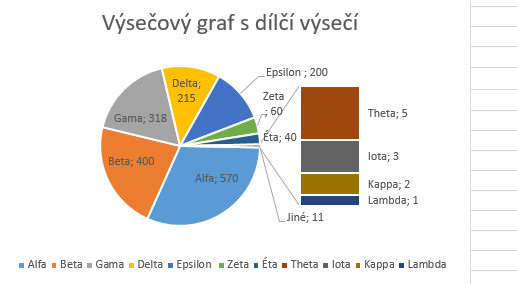 Výsečový graf s dílčí výsečí
Delta;
215
Epsilon ; 200
Zeta
; 60
Gama; 318
Éta; 40
Beta; 400
Alfa; 570
Jiné; 11
Theta; 5
Iota; 3
Kappa; 2
Lambda; 1
Alfa Beta Gama Delta Epsilon Zeta Éta Theta Iota Kappa Lambda